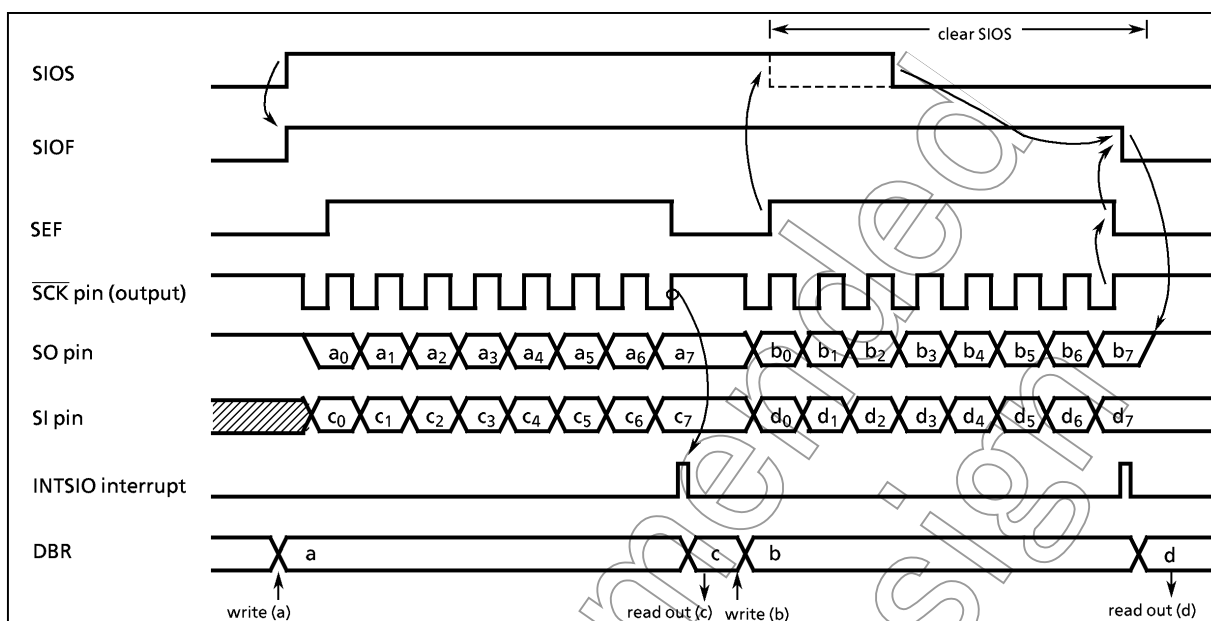 clear SIOS
SIOS
SIOF
SEF
SCK pin (output)
SO pin a0 a1 a2 a3 a4 a5 a6 a7 b0 b1 b2 b3 b4 b5 b6 b7
SI pin c0 c1 c2 c3 c4 c5 c6 c7 d0 d1 d2 d3 d4 d5 d6 d7
INTSIO interrupt
DBR a c b d
write (a) read out (c) write (b) read out (d)
mended
sign